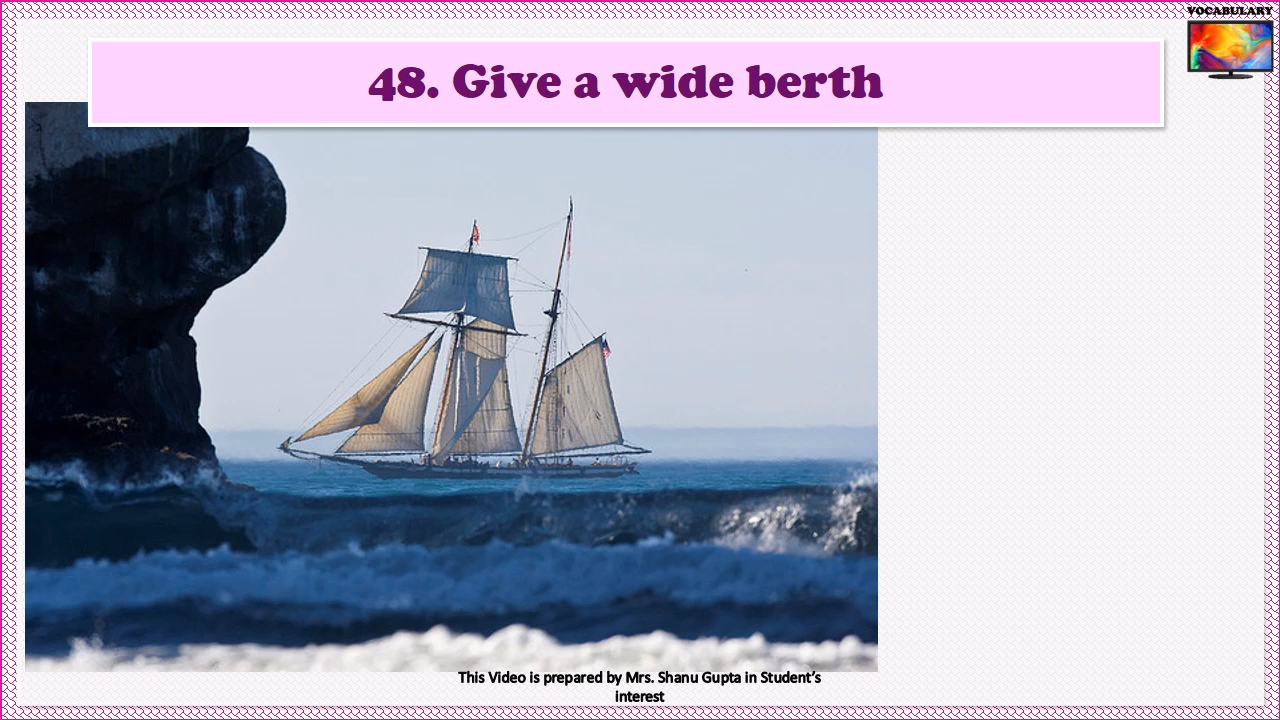 VOCABULARY
48. Give a wide berth
This Video is prepared by Mrs. Shanu Gupta in Student's
interest